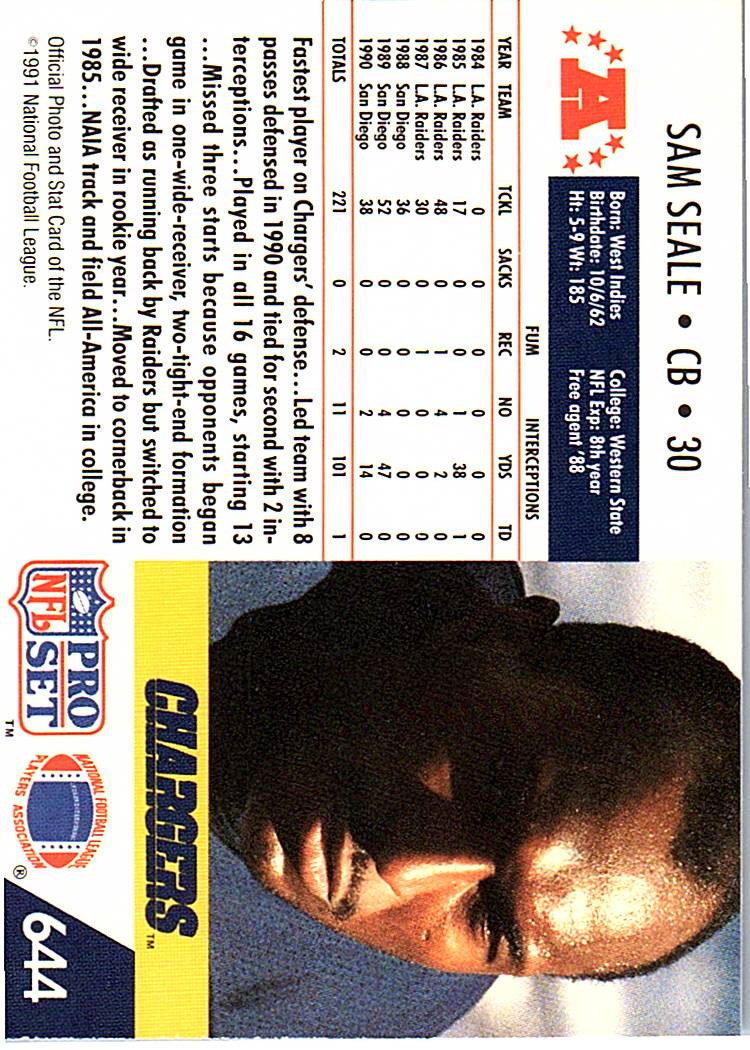 SAM SEALE • CB • 30
A
Born: West Indies College: Western State
Birthdate: 10/6/62 NFL Exp: 8th year
Ht: 5-9 Wt: 185 Free agent '88
FUM INTERCEPTIONS
YEAR TEAM TCKL SACKS REC NO YDS TD
1984 L.A. Raiders 0 0 0 0 0 0
1985 L.A. Raiders 17 0 0 1 38 1
1986 L.A. Raiders 48 0 1 4 2 0
1987 L.A. Raiders 30 0 1 0 0 0
1988 San Diego 36 0 0 0 0 0
1989 San Diego 52 0 0 4 47 0
1990 San Diego 38 0 0 2 14 0
TOTALS 221 0 2 11 101 1
Fastest player on Chargers' defense...Led team with 8
passes defensed in 1990 and tied for second with 2 in-
terceptions...Played in all 16 games, starting 13
...Missed three starts because opponents began
game in one-wide-receiver, two-tight-end formation
...Drafted as running back by Raiders but switched to
wide receiver in rookie year...Moved to cornerback in
1985...NAIA track and field All-America in college.
Official Photo and Stat Card of the NFL.
©1991 National Football League.
CHARGERS™
PRO
NFL SET™
NATIONAL FOOTBALL LEAGUE
PLAYERS ASSOCIATION®
644